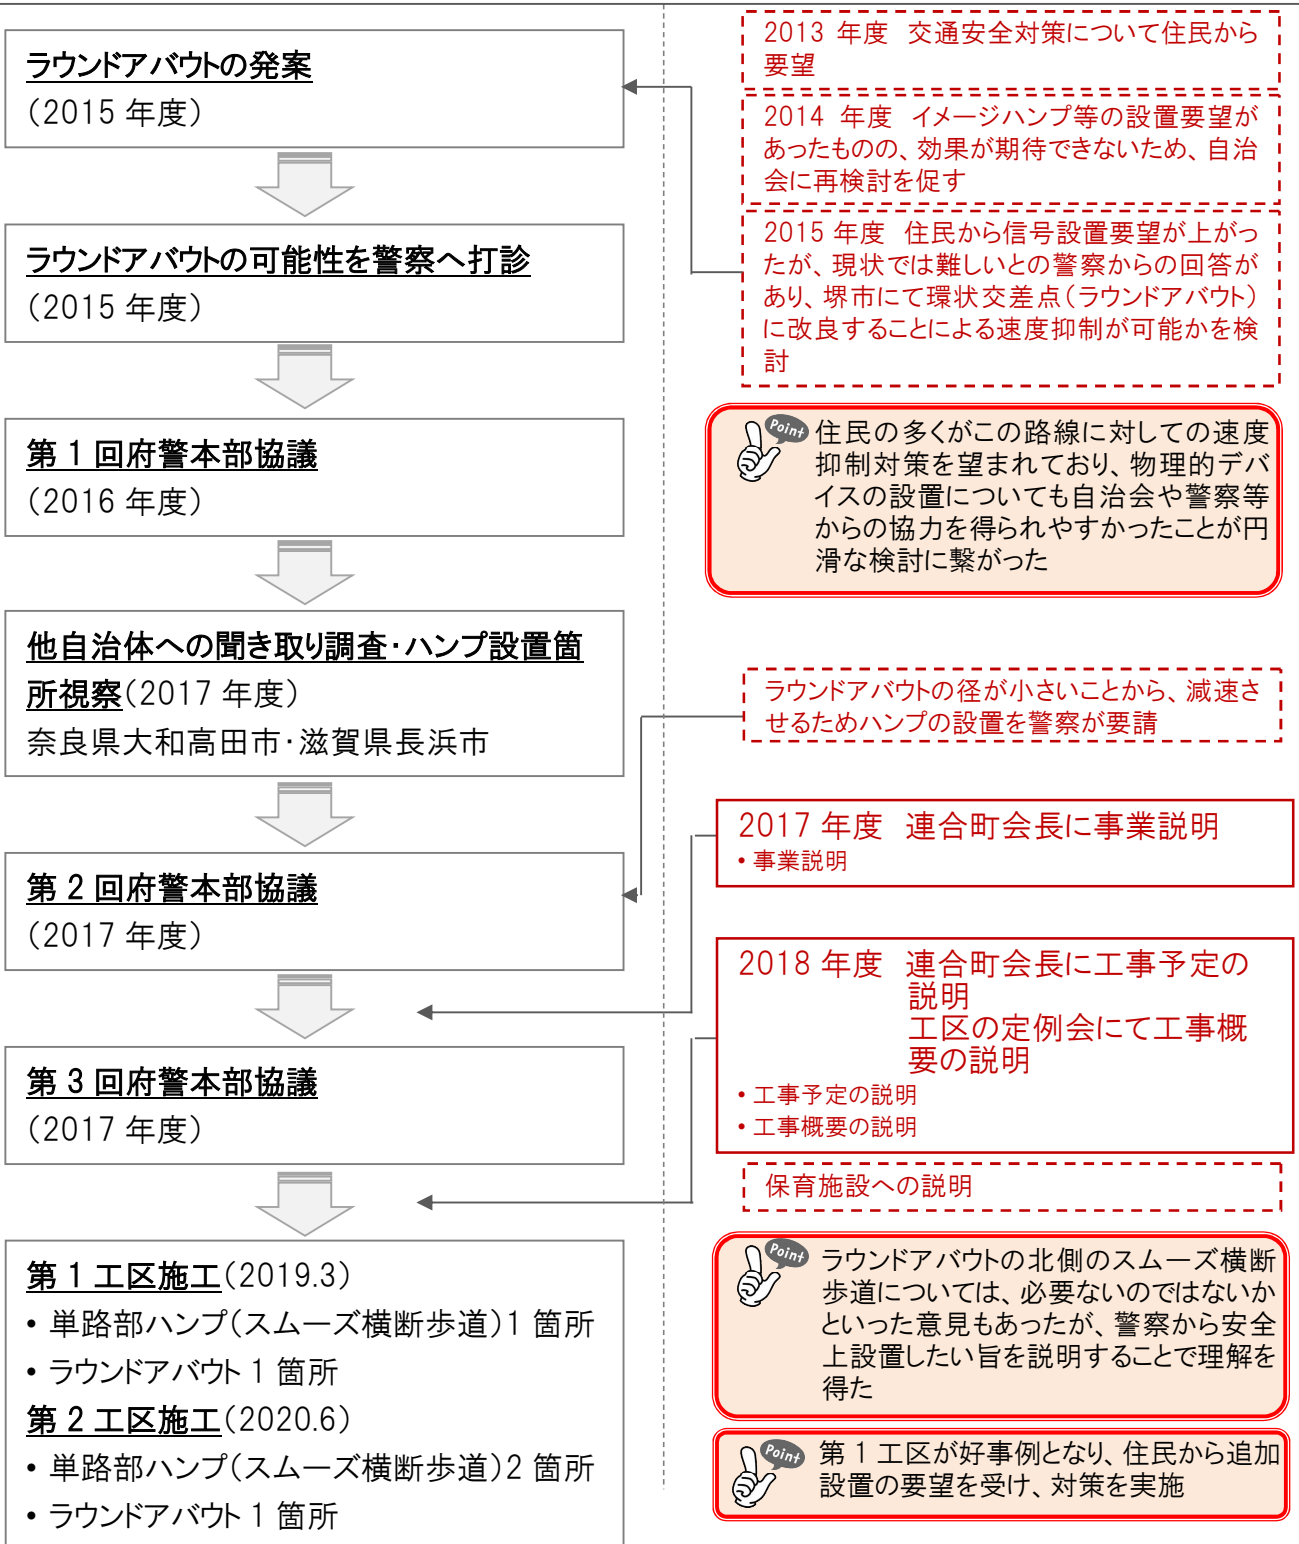 ラウンドアバウトの発案
（2015 年度）
ラウンドアバウトの可能性を警察へ打診
（2015 年度）
第 1 回府警本部協議
（2016 年度）
他自治体への聞き取り調査・ハンプ設置箇
所視察（2017 年度）
奈良県大和高田市・滋賀県長浜市
第 2 回府警本部協議
（2017 年度）
第 3 回府警本部協議
（2017 年度）
第 1 工区施工（2019.3）
• 単路部ハンプ（スムーズ横断歩道）1 箇所
• ラウンドアバウト 1 箇所
第 2 工区施工（2020.6）
• 単路部ハンプ（スムーズ横断歩道）2 箇所
• ラウンドアバウト 1 箇所
2013 年度 交通安全対策について住民から
要望
2014 年度 イメージハンプ等の設置要望が
あったものの、効果が期待できないため、自治
会に再検討を促す
2015 年度 住民から信号設置要望が上がっ
たが、現状では難しいとの警察からの回答が
あり、堺市にて環状交差点（ラウンドアバウト）
に改良することによる速度抑制が可能かを検
討
Point
住民の多くがこの路線に対しての速度
抑制対策を望まれており、物理的デバ
イスの設置についても自治会や警察等
からの協力を得られやすかったことが円
滑な検討に繋がった
ラウンドアバウトの径が小さいことから、減速さ
せるためハンプの設置を警察が要請
2017 年度 連合町会長に事業説明
• 事業説明
2018 年度 連合町会長に工事予定の
説明
工区の定例会にて工事概
要の説明
• 工事予定の説明
• 工事概要の説明
保育施設への説明
Point
ラウンドアバウトの北側のスムーズ横断
歩道については、必要ないのではないか
といった意見もあったが、警察から安全
上設置したい旨を説明することで理解を
得た
Point
第 1 工区が好事例となり、住民から追加
設置の要望を受け、対策を実施